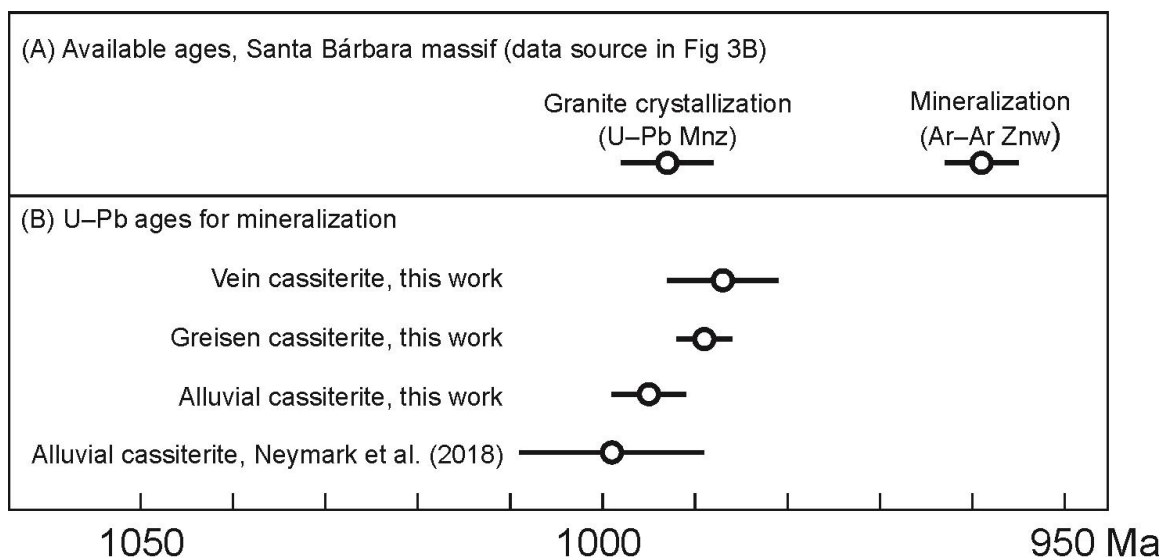 (A) Available ages, Santa Bárbara massif (data source in Fig 3B)
Granite crystallization
(U–Pb Mnz)
Mineralization
(Ar–Ar Znw)
(B) U–Pb ages for mineralization
Vein cassiterite, this work
Greisen cassiterite, this work
Alluvial cassiterite, this work
Alluvial cassiterite, Neymark et al. (2018)
1050 1000 950 Ma